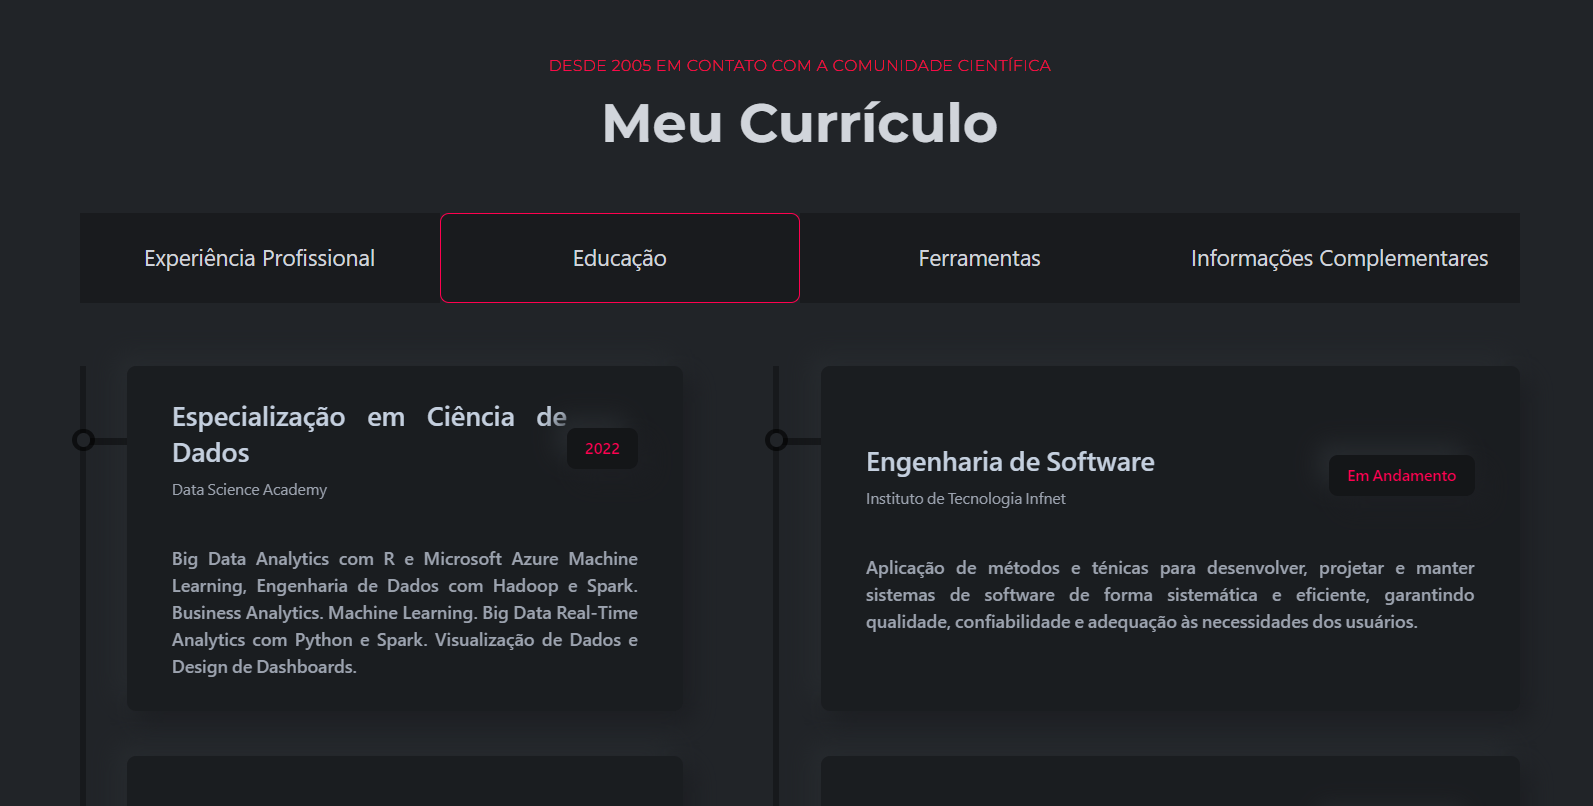 DESDE 2005 EM CONTATO COM A COMUNIDADE CIENTÍFICA
Meu Currículo
Experiência Profissional
Educação
Ferramentas
Informações Complementares
Especialização em Ciência de
Dados
2022
Data Science Academy
Big Data Analytics com R e Microsoft Azure Machine
Learning, Engenharia de Dados com Hadoop e Spark.
Business Analytics. Machine Learning. Big Data Real-Time
Analytics com Python e Spark. Visualização de Dados e
Design de Dashboards.
Engenharia de Software
Em Andamento
Instituto de Tecnologia Infnet
Aplicação de métodos e ténicas para desenvolver, projetar e manter
sistemas de software de forma sistemática e eficiente, garantindo
qualidade, confiabilidade e adequação às necessidades dos usuários.